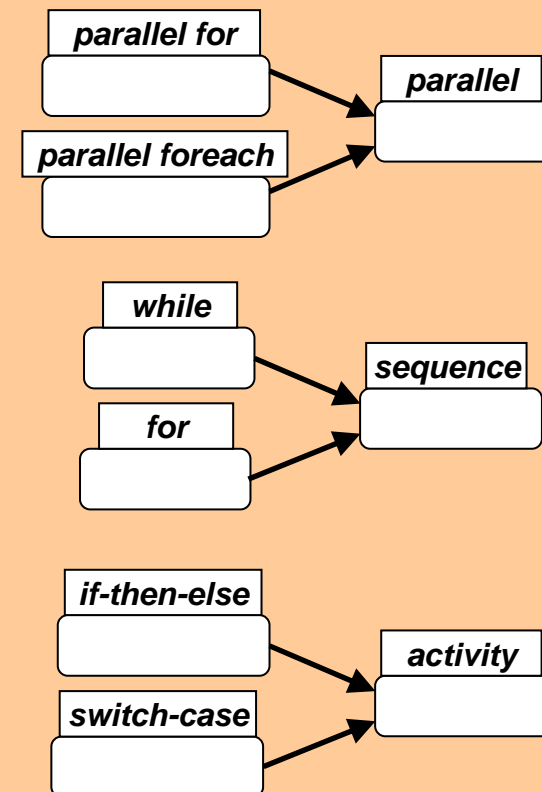 parallel for
parallel
parallel foreach
while
sequence
for
if-then-else
activity
switch-case